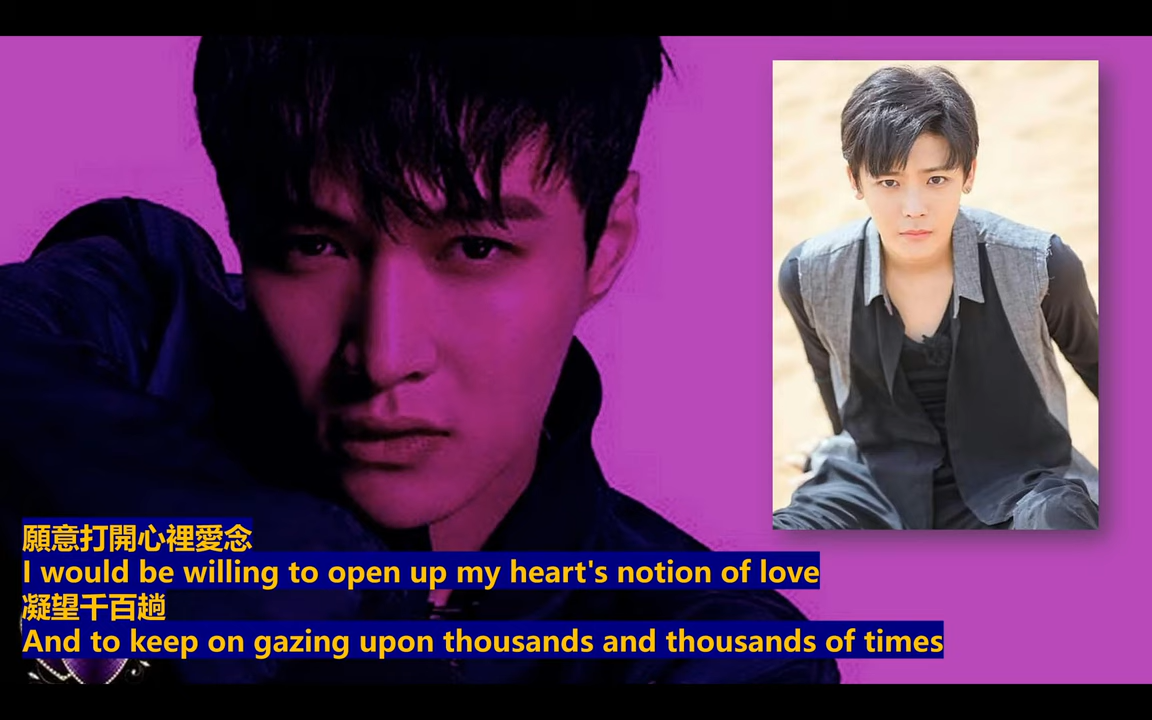 願意打開心裡愛念
I would be willing to open up my heart's notion of love
凝望千百趟
And to keep on gazing upon thousands and thousands of times